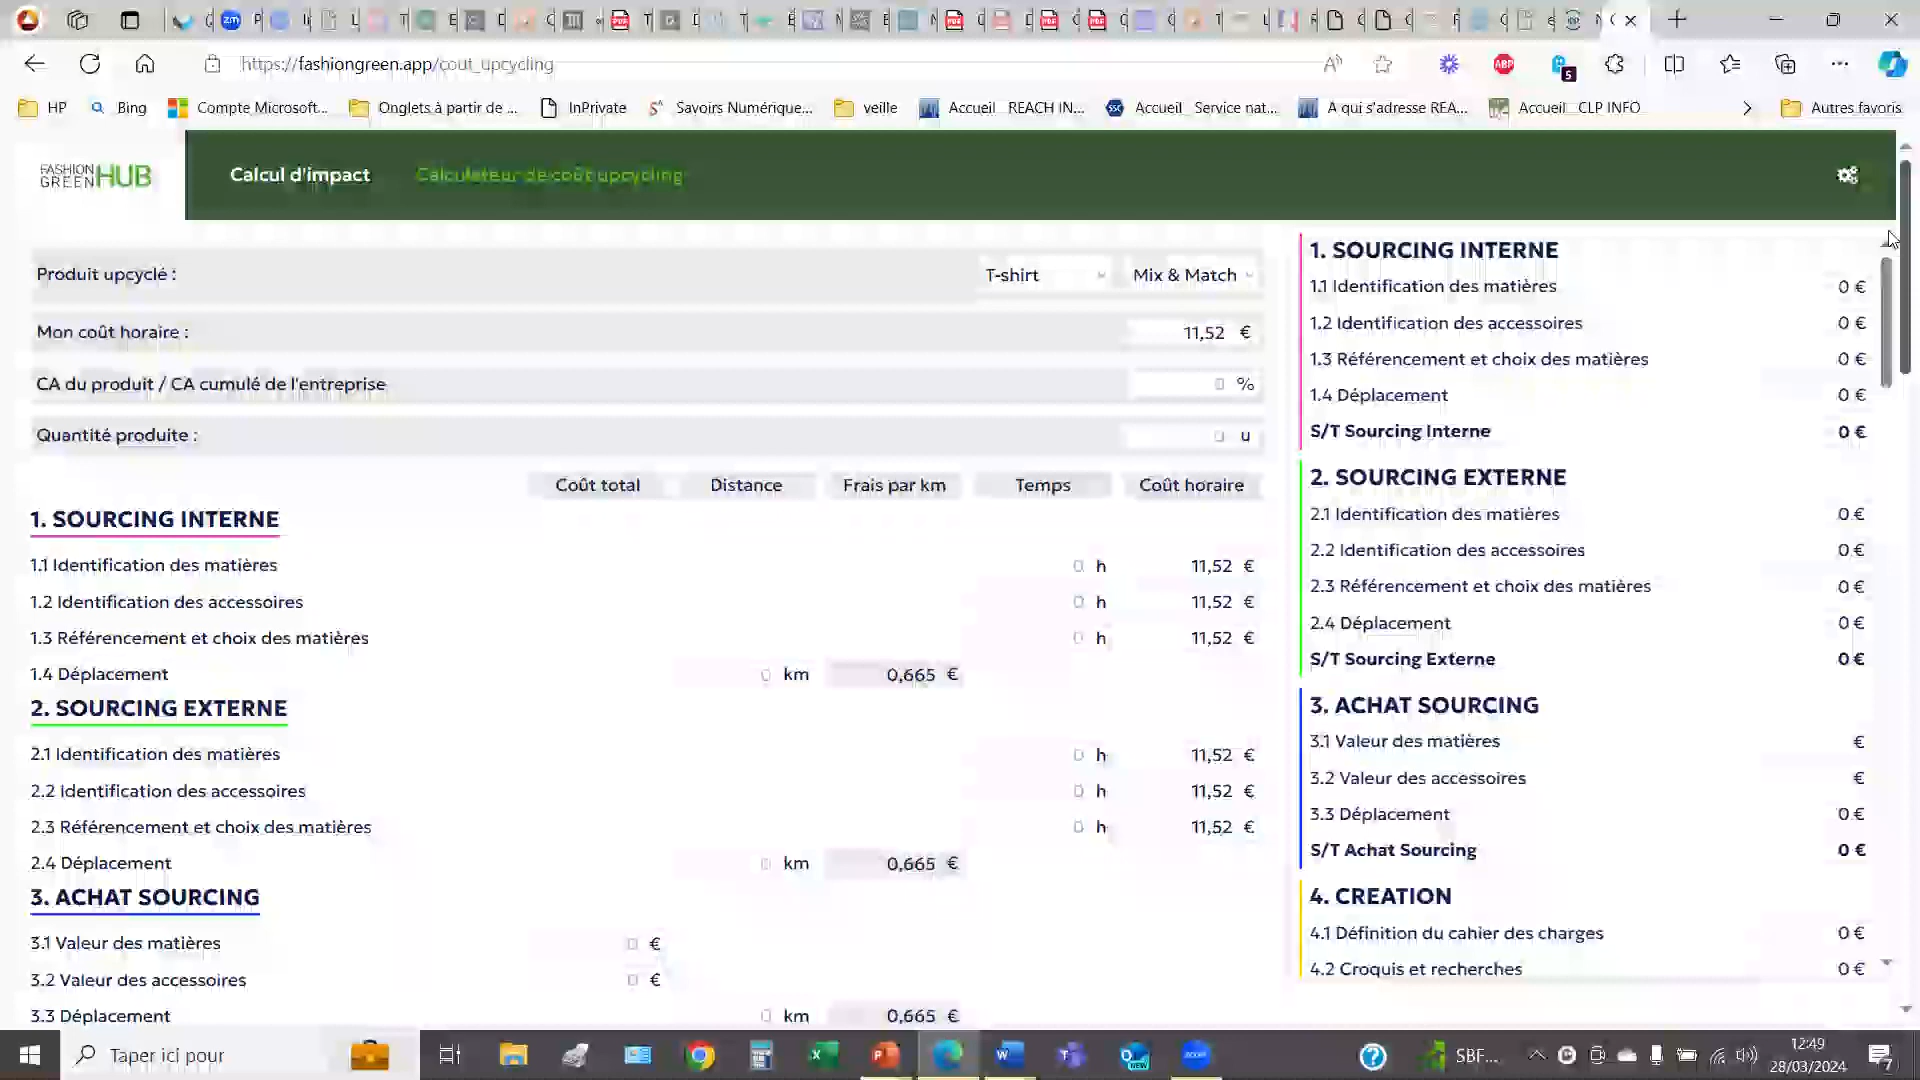 https://fashiongreen.app/cout_upcycling
HP
Bing
Compte Microsoft...
Onglets à partir de ...
InPrivate
Savoirs Numérique...
veille
Accueil REACH IN...
Accueil Service nat...
A qui s'adresse REA...
Accueil CLP INFO
Autres favoris
FASHION
GREEN HUB
Calcul d'impact
Calculateur de coût upcycling
Produit upcyclé :
T-shirt
Mix & Match
Mon coût horaire :
11,52 €
CA du produit / CA cumulé de l'entreprise
0 %
Quantité produite :
0 u
Coût total
Distance
Frais par km
Temps
Coût horaire
1. SOURCING INTERNE
1.1 Identification des matières
0 h
11,52 €
1.2 Identification des accessoires
0 h
11,52 €
1.3 Référencement et choix des matières
0 h
11,52 €
1.4 Déplacement
0 km
0,665 €
2. SOURCING EXTERNE
2.1 Identification des matières
0 h
11,52 €
2.2 Identification des accessoires
0 h
11,52 €
2.3 Référencement et choix des matières
0 h
11,52 €
2.4 Déplacement
0 km
0,665 €
3. ACHAT SOURCING
3.1 Valeur des matières
0 €
3.2 Valeur des accessoires
0 €
3.3 Déplacement
0 km
0,665 €
1. SOURCING INTERNE
1.1 Identification des matières
0 €
1.2 Identification des accessoires
0 €
1.3 Référencement et choix des matières
0 €
1.4 Déplacement
0 €
S/T Sourcing Interne
0 €
2. SOURCING EXTERNE
2.1 Identification des matières
0 €
2.2 Identification des accessoires
0 €
2.3 Référencement et choix des matières
0 €
2.4 Déplacement
0 €
S/T Sourcing Externe
0 €
3. ACHAT SOURCING
3.1 Valeur des matières
€
3.2 Valeur des accessoires
€
3.3 Déplacement
0 €
S/T Achat Sourcing
0 €
4. CREATION
4.1 Définition du cahier des charges
0 €
4.2 Croquis et recherches
0 €
Taper ici pour
SBF...
12:49
28/03/2024